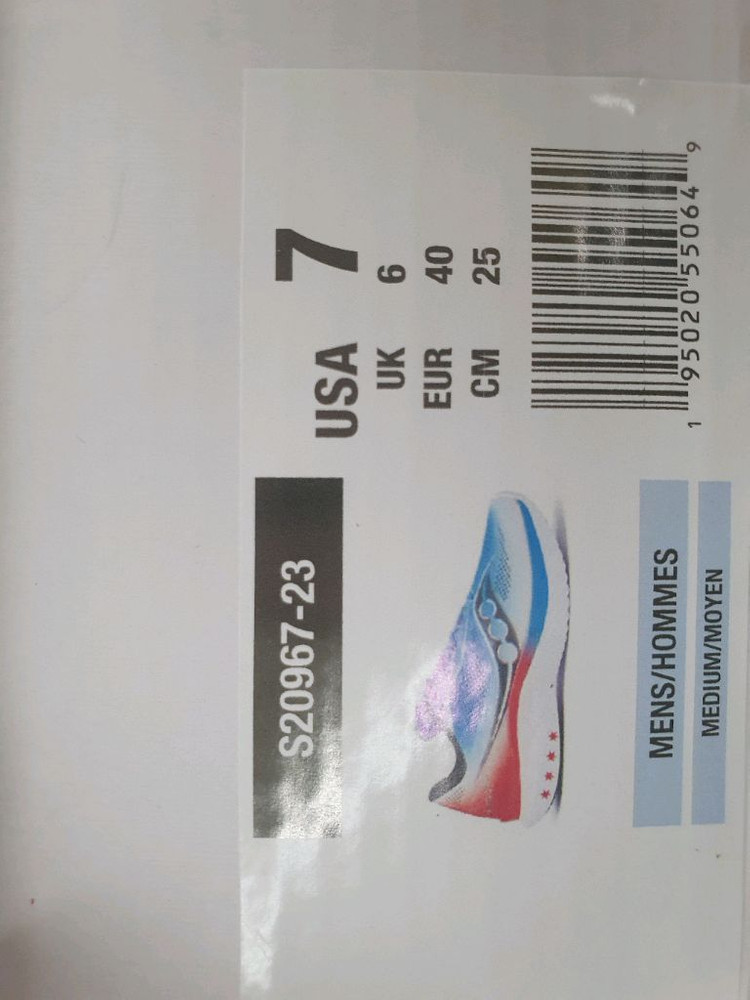 S20967-23
USA 7
UK 6
EUR 40
CM 25
1 95020 55064 9
MENS/HOMMES
MEDIUM/MOYEN